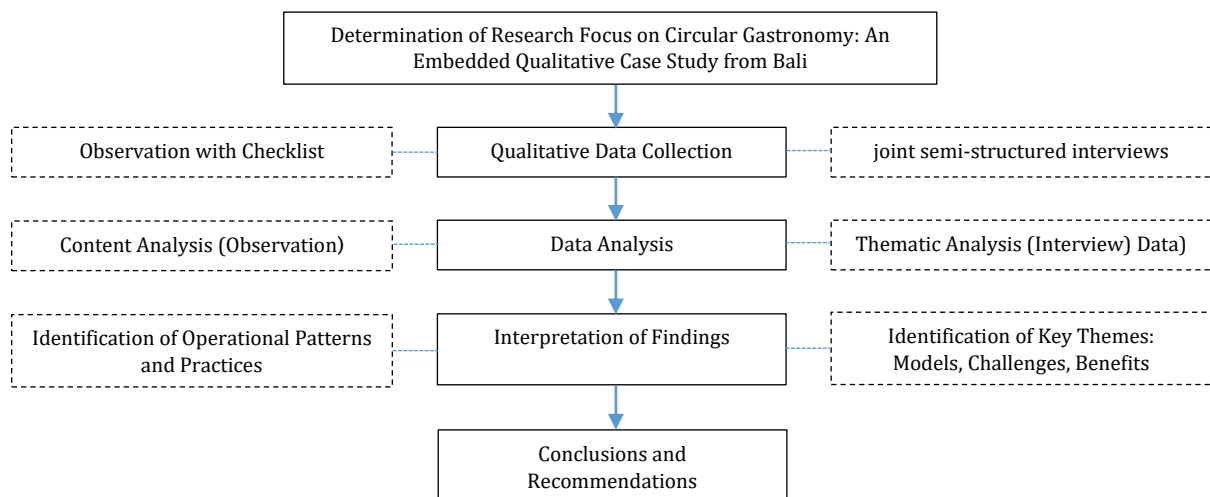 Determination of Research Focus on Circular Gastronomy: An
Embedded Qualitative Case Study from Bali
Observation with Checklist
Qualitative Data Collection
joint semi-structured interviews
Content Analysis (Observation)
Data Analysis
Thematic Analysis (Interview) Data)
Identification of Operational Patterns
and Practices
Interpretation of Findings
Identification of Key Themes:
Models, Challenges, Benefits
Conclusions and
Recommendations